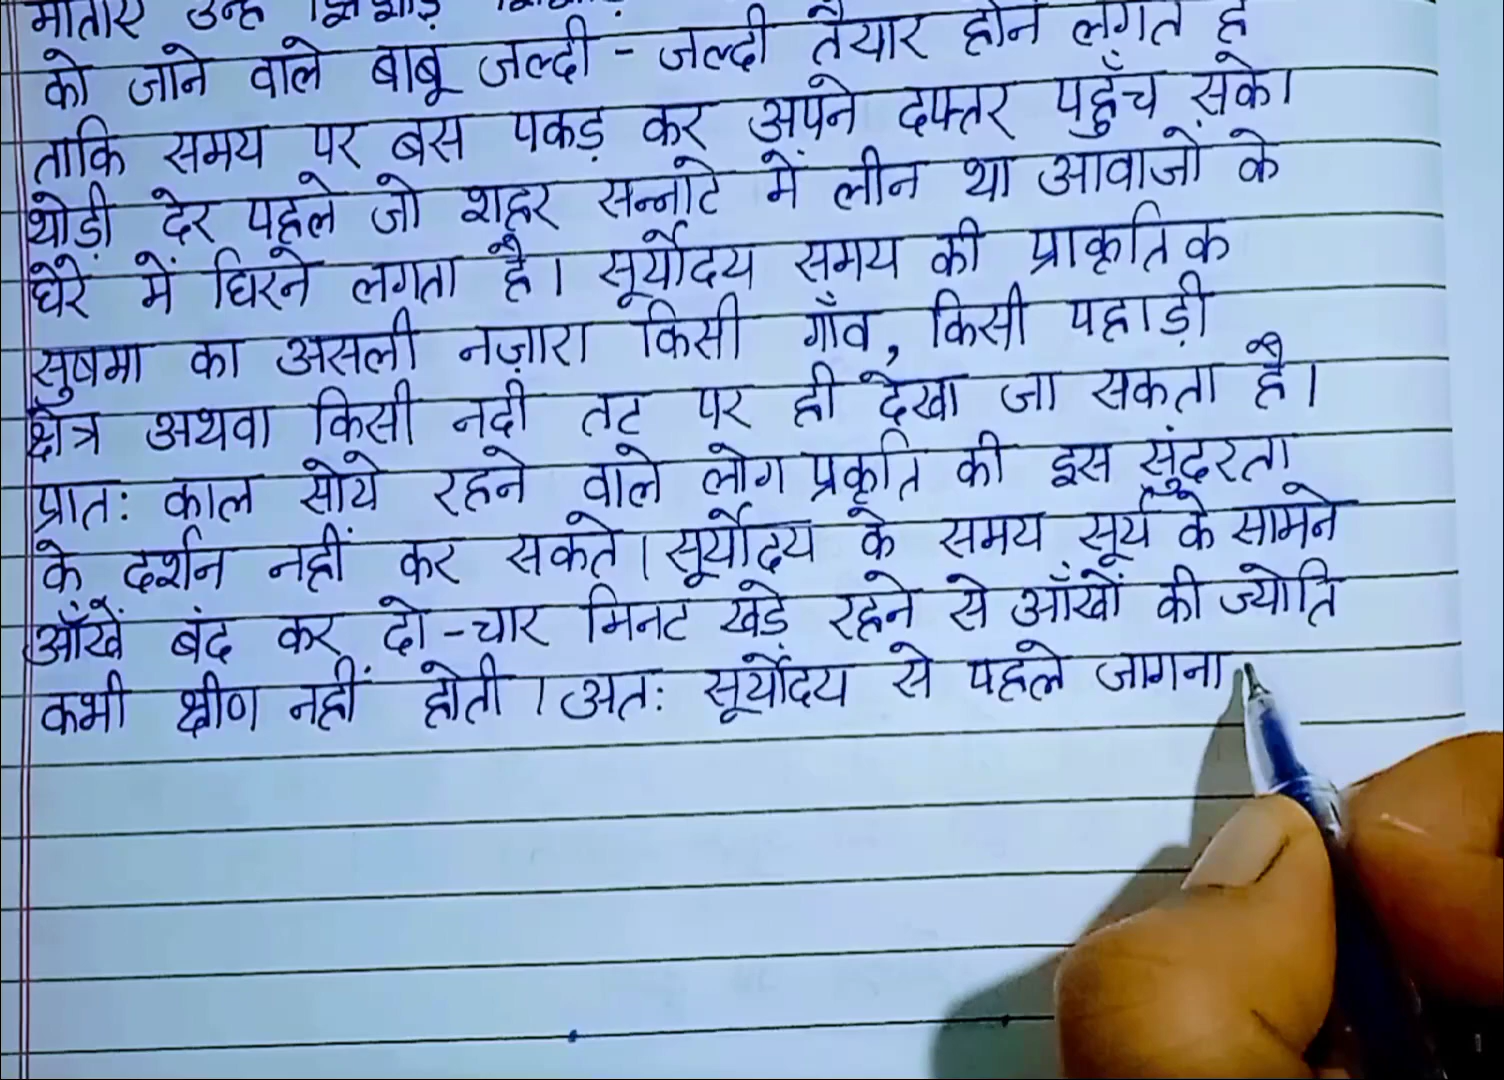 माताएँ उन्हें
को जाने वाले बाबू जल्दी - जल्दी तैयार होने लगते हैं
ताकि समय पर बस पकड़ कर अपने दफ्तर पहुँच सके।
थोड़ी देर पहले जो शहर सन्नाटे में लीन था आवाजों के
घेरे में घिरने लगता है। सूर्योदय समय की प्राकृतिक
सुषमा का असली नज़ारा किसी गाँव, किसी पहाड़ी
क्षेत्र अथवा किसी नदी तट पर ही देखा जा सकता है।
प्रात: काल सोये रहने वाले लोग प्रकृति की इस सुंदरता
के दर्शन नहीं कर सकते। सूर्योदय के समय सूर्य के सामने
आँखें बंद कर दो-चार मिनट खड़े रहने से आँखों की ज्योति
कभी क्षीण नहीं होती। अत: सूर्योदय से पहले जागना